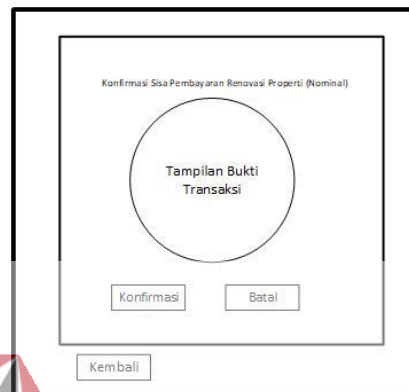 Konfirmasi Sisa Pembayaran Renovasi Properti (Nominal)
Tampilan Bukti
Transaksi
Konfirmasi
Batal
Kembali